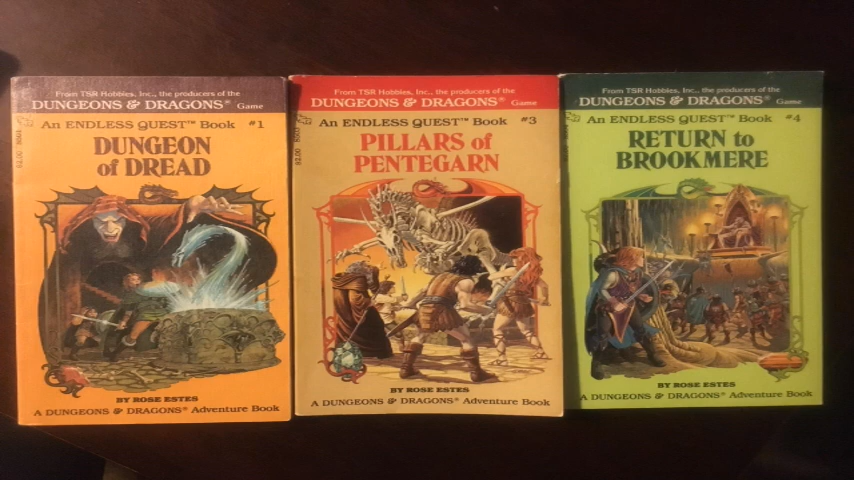 From TSR Hobbies, Inc., the producers of the
DUNGEONS & DRAGONS® Game
An ENDLESS QUEST™ Book #1
DUNGEON
of DREAD
$2.00
BY ROSE ESTES
A DUNGEONS & DRAGONS® Adventure Book
From TSR Hobbies, Inc., the producers of the
DUNGEONS & DRAGONS® Game
An ENDLESS QUEST™ Book #3
PILLARS of
PENTEGARN
$2.00
BY ROSE ESTES
A DUNGEONS & DRAGONS® Adventure Book
From TSR Hobbies, Inc., the producers of the
DUNGEONS & DRAGONS® Game
An ENDLESS QUEST™ Book #4
RETURN to
BROOKMERE
BY ROSE ESTES
A DUNGEONS & DRAGONS® Adventure Book